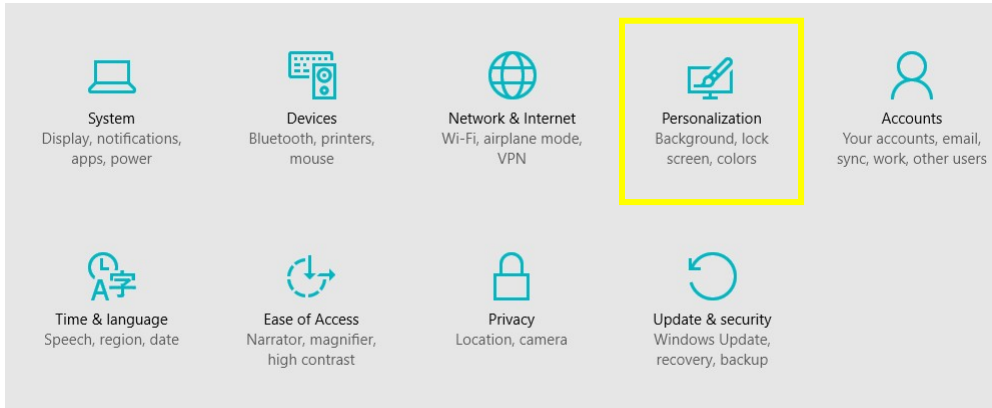 System
Display, notifications,
apps, power
Devices
Bluetooth, printers,
mouse
Network & Internet
Wi-Fi, airplane mode,
VPN
Personalization
Background, lock
screen, colors
Accounts
Your accounts, email,
sync, work, other users
A字
Time & language
Speech, region, date
Ease of Access
Narrator, magnifier,
high contrast
Privacy
Location, camera
Update & security
Windows Update,
recovery, backup